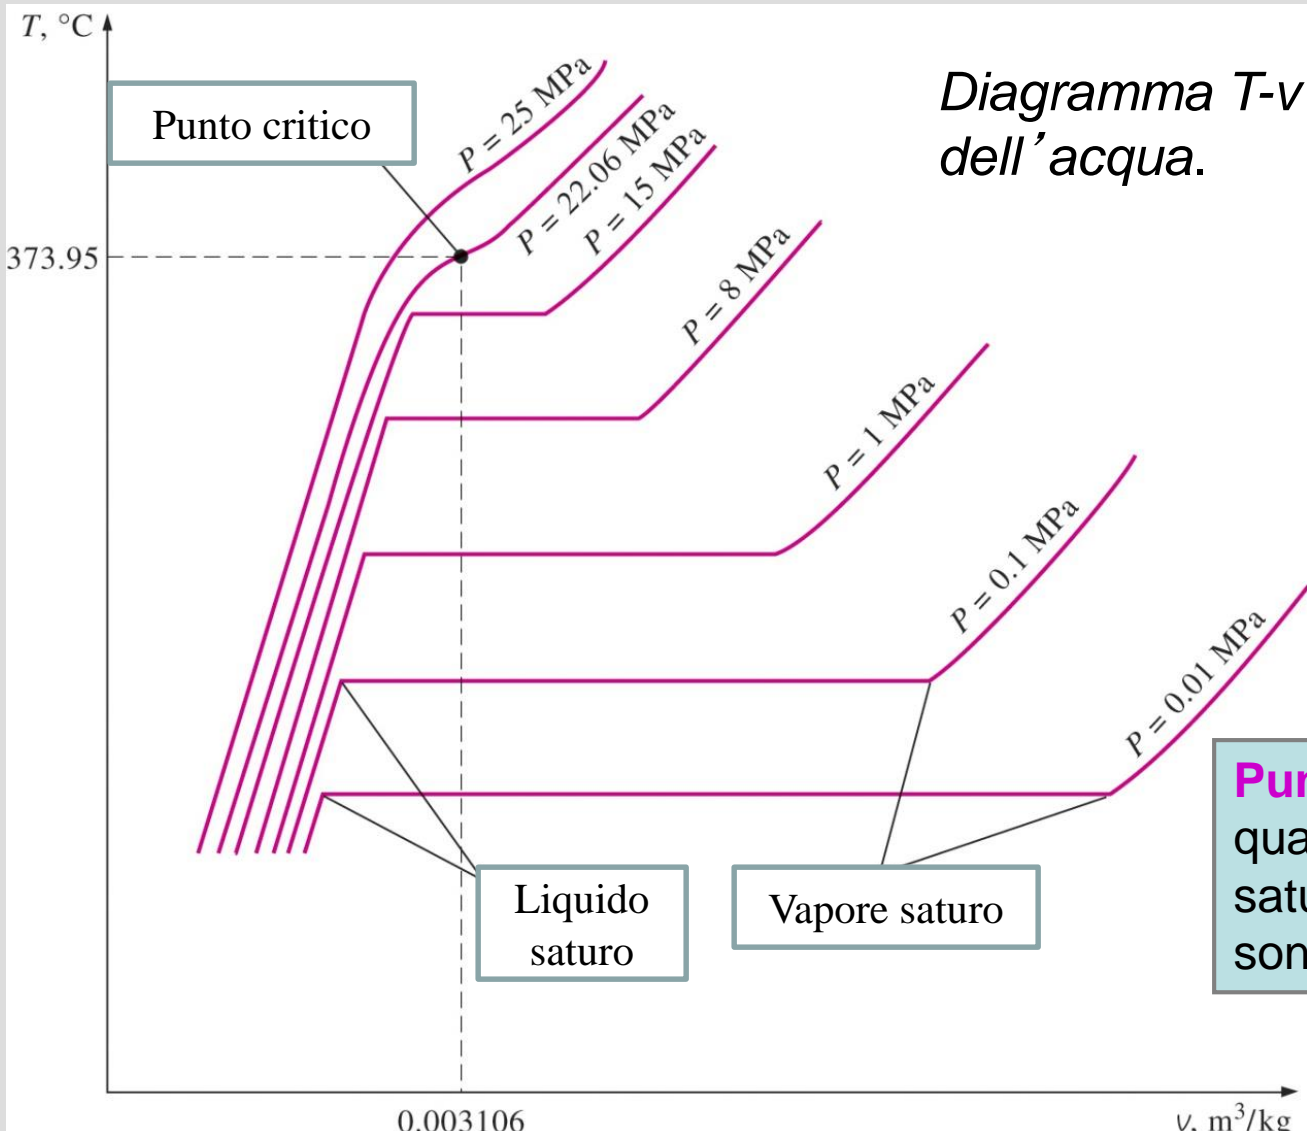 T, °C
Diagramma T-v
dell’acqua.
Punto critico
P = 25 MPa
P = 22.06 MPa
P = 15 MPa
P = 8 MPa
373.95
P = 1 MPa
P = 0.1 MPa
P = 0.01 MPa
Liquido
saturo
Vapore saturo
0.003106
v, m³/kg